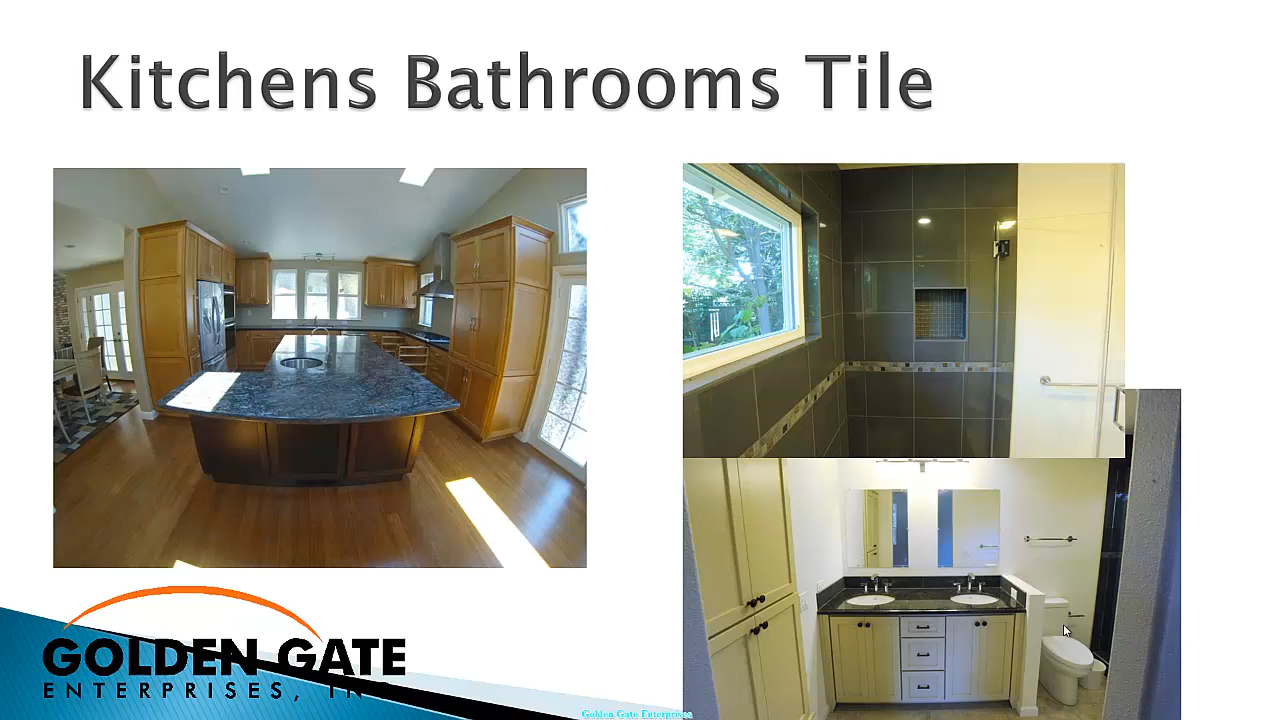 Kitchens Bathrooms Tile
GOLDEN GATE
ENTERPRISES, IN
Golden Gate Enterprises